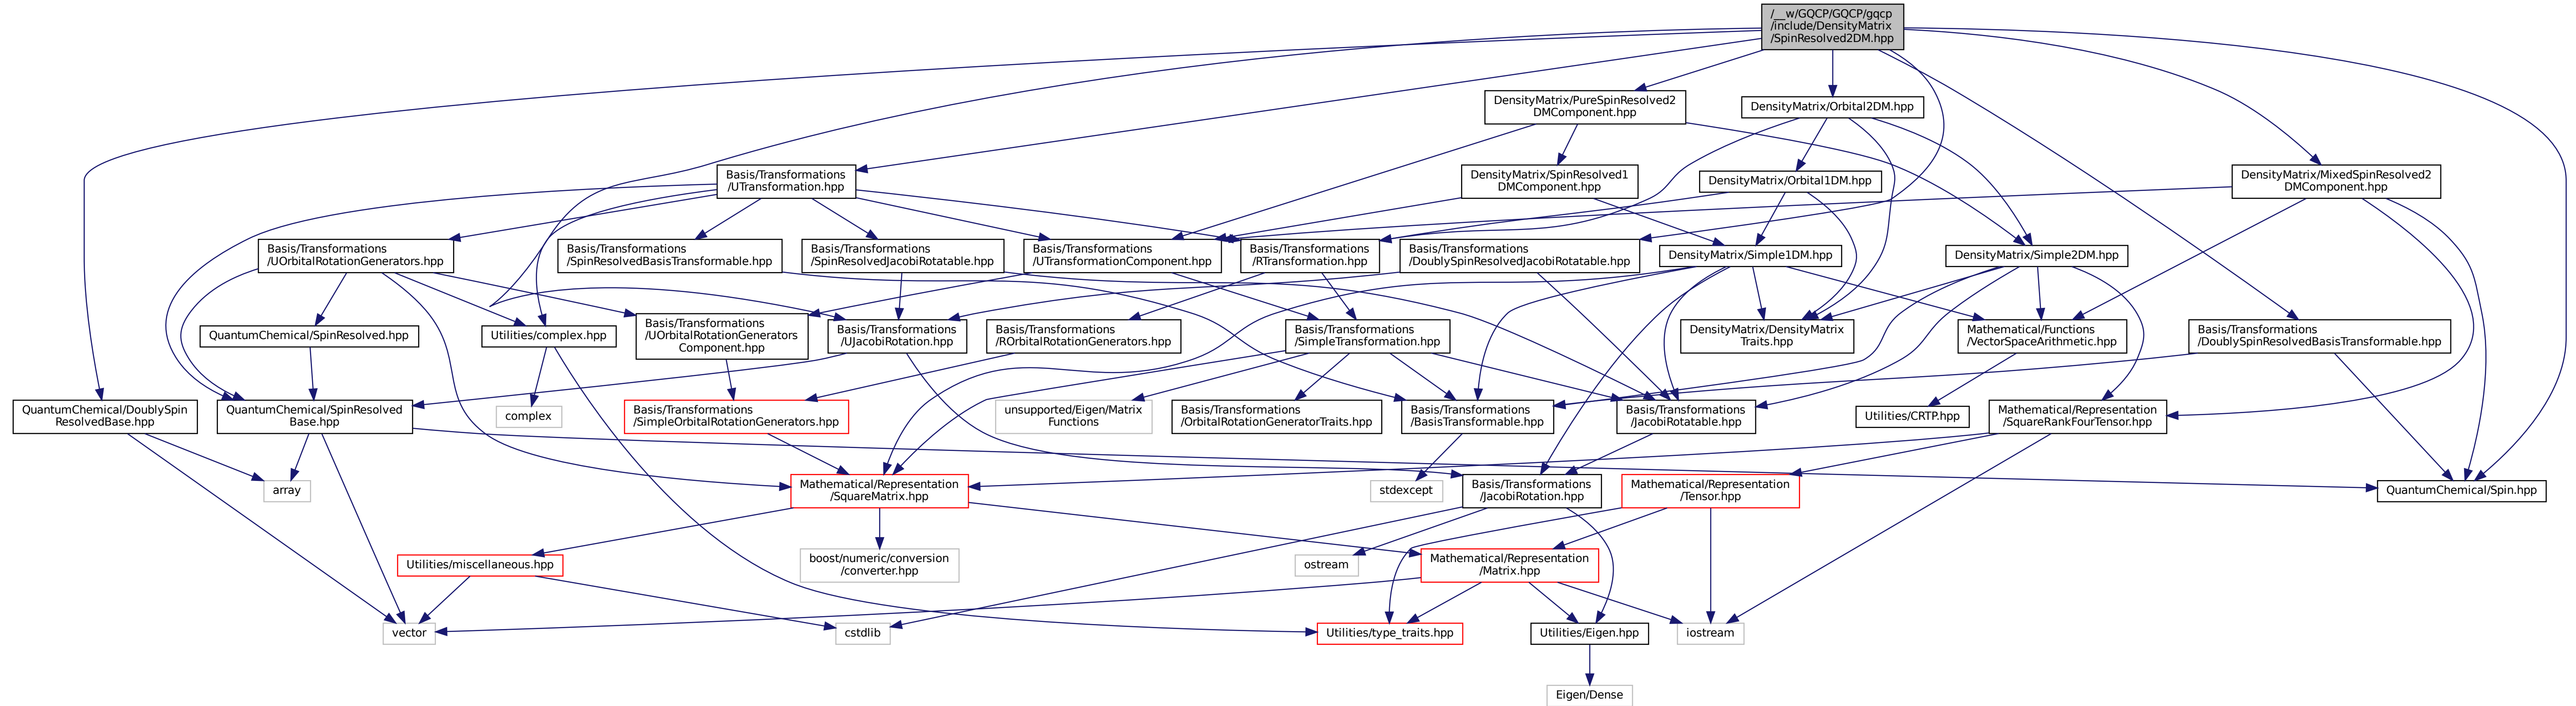 /__w/GQCP/GQCP/gqcp
/include/DensityMatrix
/SpinResolved2DM.hpp
DensityMatrix/PureSpinResolved2
DMComponent.hpp
DensityMatrix/Orbital2DM.hpp
Basis/Transformations
/UTransformation.hpp
DensityMatrix/SpinResolved1
DMComponent.hpp
DensityMatrix/Orbital1DM.hpp
DensityMatrix/MixedSpinResolved2
DMComponent.hpp
Basis/Transformations
/UOrbitalRotationGenerators.hpp
Basis/Transformations
/SpinResolvedBasisTransformable.hpp
Basis/Transformations
/SpinResolvedJacobiRotatable.hpp
Basis/Transformations
/UTransformationComponent.hpp
Basis/Transformations
/RTransformation.hpp
Basis/Transformations
/DoublySpinResolvedJacobiRotatable.hpp
DensityMatrix/Simple1DM.hpp
DensityMatrix/Simple2DM.hpp
QuantumChemical/SpinResolved.hpp
Utilities/complex.hpp
Basis/Transformations
/UOrbitalRotationGenerators
Component.hpp
Basis/Transformations
/UJacobiRotation.hpp
Basis/Transformations
/ROrbitalRotationGenerators.hpp
Basis/Transformations
/SimpleTransformation.hpp
DensityMatrix/DensityMatrix
Traits.hpp
Mathematical/Functions
/VectorSpaceArithmetic.hpp
Basis/Transformations
/DoublySpinResolvedBasisTransformable.hpp
QuantumChemical/DoublySpin
ResolvedBase.hpp
QuantumChemical/SpinResolved
Base.hpp
complex
Basis/Transformations
/SimpleOrbitalRotationGenerators.hpp
unsupported/Eigen/Matrix
Functions
Basis/Transformations
/OrbitalRotationGeneratorTraits.hpp
Basis/Transformations
/BasisTransformable.hpp
Basis/Transformations
/JacobiRotatable.hpp
Utilities/CRTP.hpp
Mathematical/Representation
/SquareRankFourTensor.hpp
array
Mathematical/Representation
/SquareMatrix.hpp
stdexcept
Basis/Transformations
/JacobiRotation.hpp
Mathematical/Representation
/Tensor.hpp
QuantumChemical/Spin.hpp
Utilities/miscellaneous.hpp
boost/numeric/conversion
/converter.hpp
ostream
Mathematical/Representation
/Matrix.hpp
vector
cstdlib
Utilities/type_traits.hpp
Utilities/Eigen.hpp
iostream
Eigen/Dense